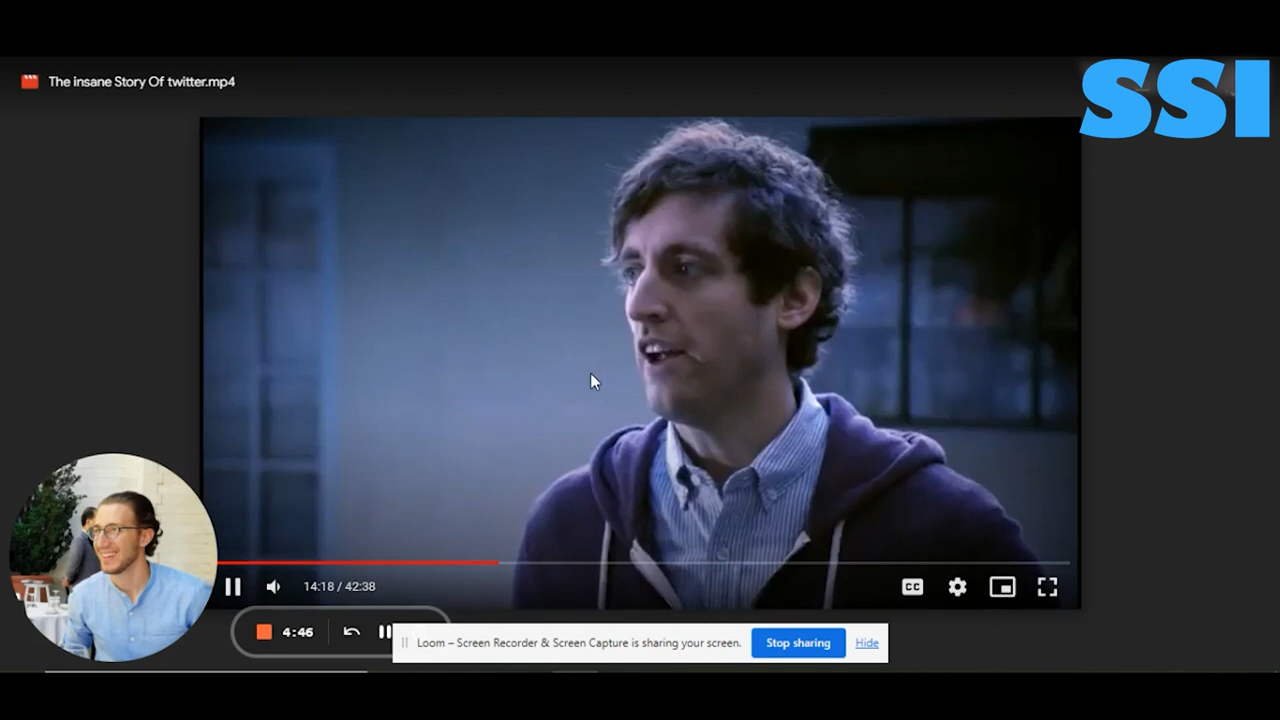 The insane Story Of twitter.mp4
SSI
14:18 / 42:38
CC
4:46
Loom – Screen Recorder & Screen Capture is sharing your screen.
Stop sharing
Hide